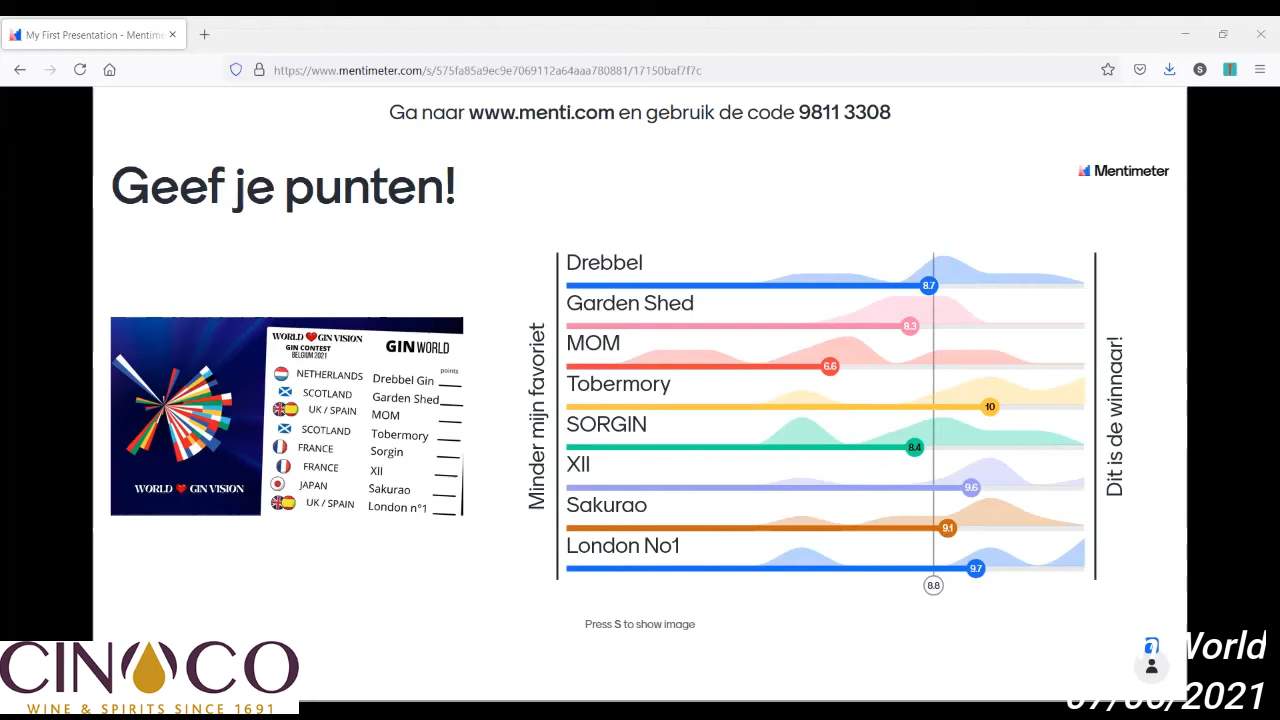 My First Presentation - Mentime
https://www.mentimeter.com/s/575fa85a9ec9e7069112a64aaa780881/17150baf7f7c
S
Ga naar www.menti.com en gebruik de code 9811 3308
Geef je punten!
Mentimeter
WORLD GIN VISION
GIN CONTEST
BELGIUM 2021
GIN WORLD
points
NETHERLANDS Drebbel Gin
SCOTLAND Garden Shed
UK / SPAIN MOM
SCOTLAND Tobermory
FRANCE Sorgin
FRANCE XII
JAPAN Sakurao
UK / SPAIN London n°1
WORLD GIN VISION
Minder mijn favoriet
Drebbel
8.7
Garden Shed
8.3
MOM
6.6
Tobermory
10
SORGIN
8.4
XII
9.6
Sakurao
9.1
London No1
9.7
8.8
Dit is de winnaar!
Press S to show image
CINOCO
WINE & SPIRITS SINCE 1691
World
/2021